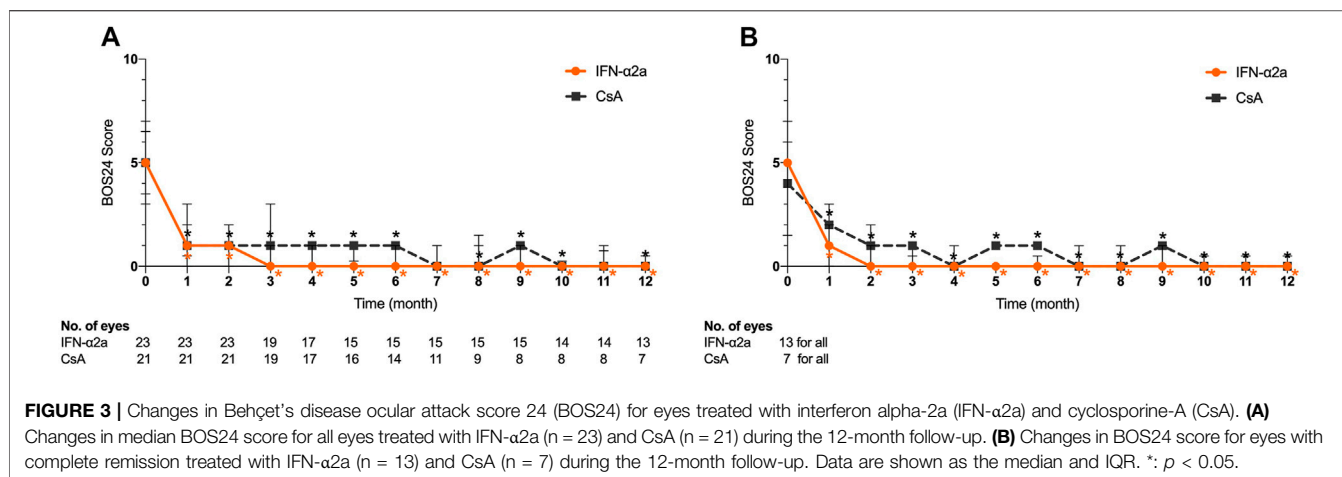 A
B
10
10
IFN-α2a
IFN-α2a
CsA
CsA
BOS24 Score
BOS24 Score
5
5
* * * * * * * * * *
* * * * * * * * * * * *
0
0
* * * * * * * * * * * *
* * * * * * * * * * * *
0 1 2 3 4 5 6 7 8 9 10 11 12
0 1 2 3 4 5 6 7 8 9 10 11 12
Time (month)
Time (month)
No. of eyes
IFN-α2a 23 23 23 19 17 15 15 15 15 15 14 14 13
CsA 21 21 21 19 17 16 14 11 9 8 8 8 7
No. of eyes
IFN-α2a 13 for all
CsA 7 for all
FIGURE 3 | Changes in Behçet's disease ocular attack score 24 (BOS24) for eyes treated with interferon alpha-2a (IFN-α2a) and cyclosporine-A (CsA). (A)
Changes in median BOS24 score for all eyes treated with IFN-α2a (n = 23) and CsA (n = 21) during the 12-month follow-up. (B) Changes in BOS24 score for eyes with
complete remission treated with IFN-α2a (n = 13) and CsA (n = 7) during the 12-month follow-up. Data are shown as the median and IQR. *: p < 0.05.